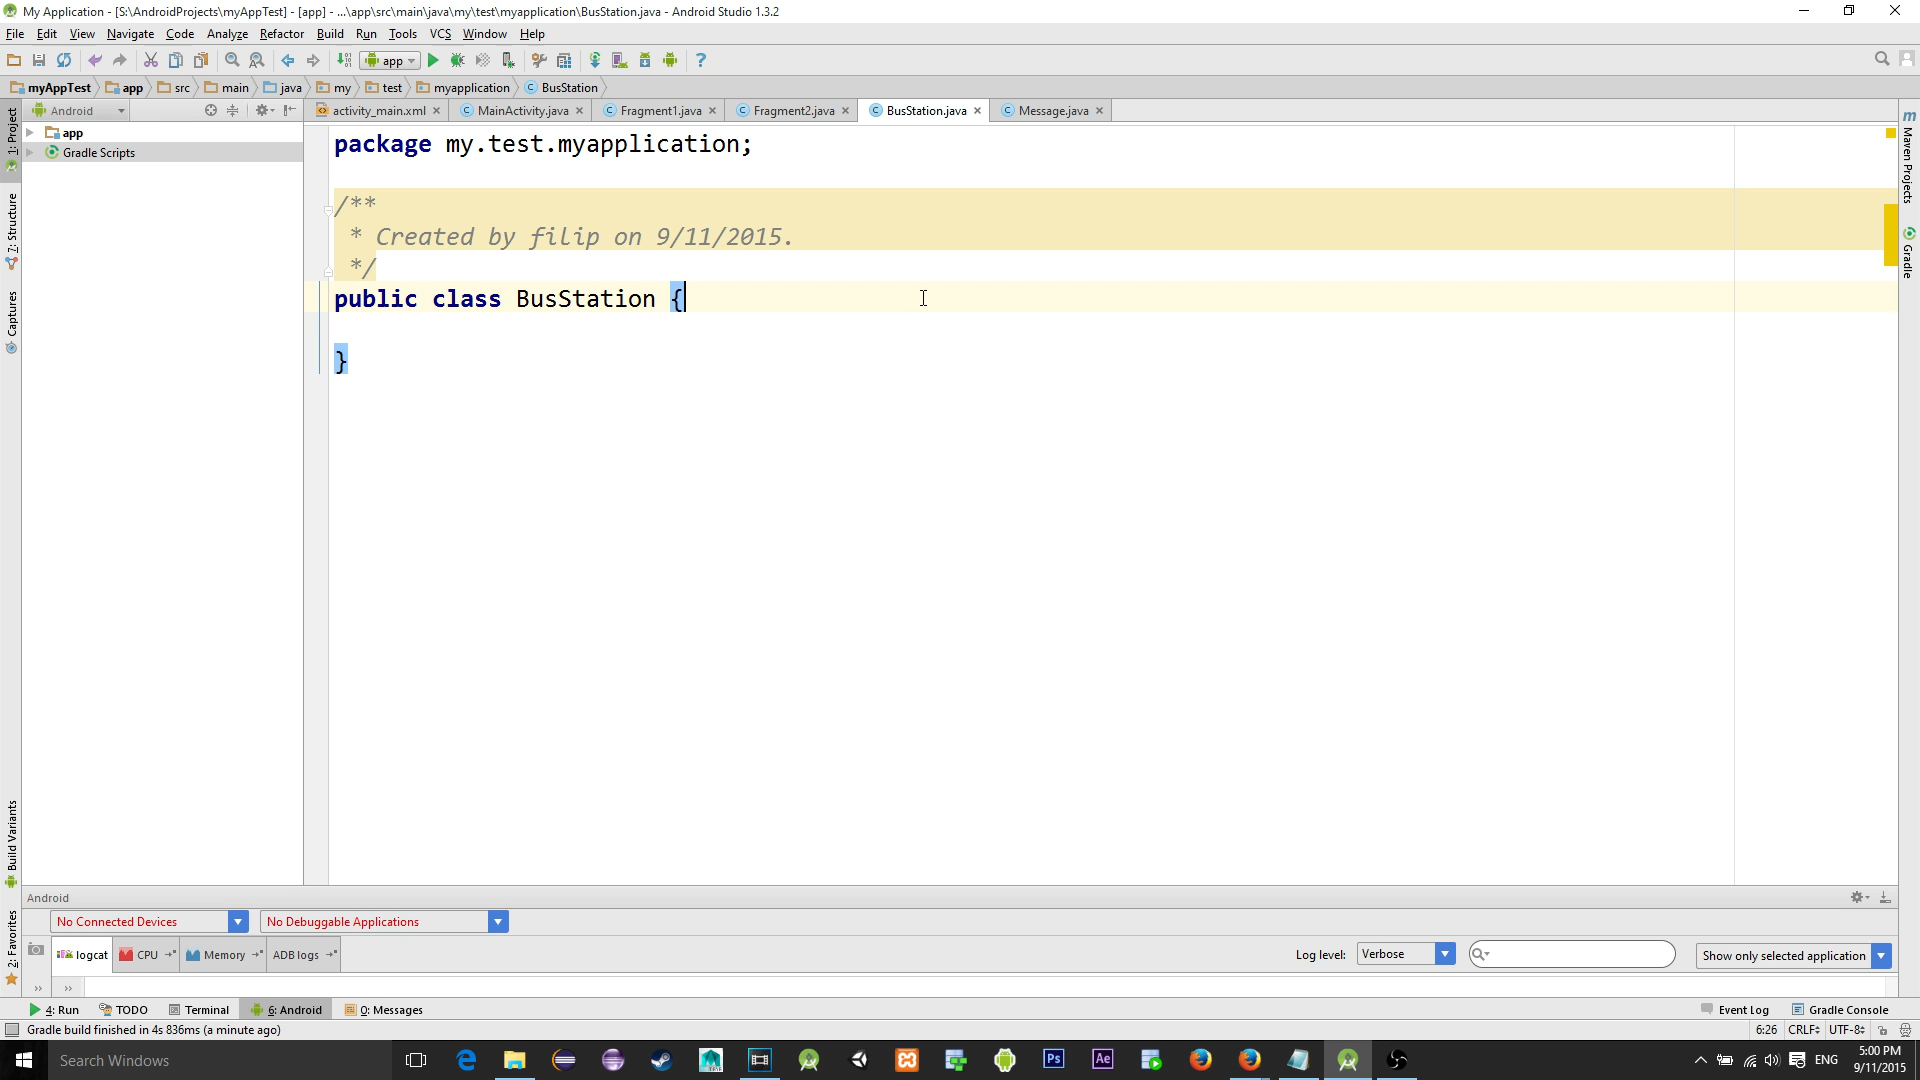 My Application - [S:\AndroidProjects\myAppTest] - [app] - ...\app\src\main\java\my\test\myapplication\BusStation.java - Android Studio 1.3.2
File Edit View Navigate Code Analyze Refactor Build Run Tools VCS Window Help
app
myAppTest app src main java my test myapplication BusStation
Android activity_main.xml MainActivity.java Fragment1.java Fragment2.java BusStation.java Message.java
app
Gradle Scripts
1: Project
7: Structure
Captures
Build Variants
2: Favorites
package my.test.myapplication;
/**
* Created by filip on 9/11/2015.
*/
public class BusStation {
}
Maven Projects
Gradle
Android
No Connected Devices No Debuggable Applications
logcat CPU Memory ADB logs Log level: Verbose Show only selected application
4: Run TODO Terminal 6: Android 0: Messages Event Log Gradle Console
Gradle build finished in 4s 836ms (a minute ago) 6:26 CRLF UTF-8
Search Windows Ps Ae ENG 5:00 PM
9/11/2015